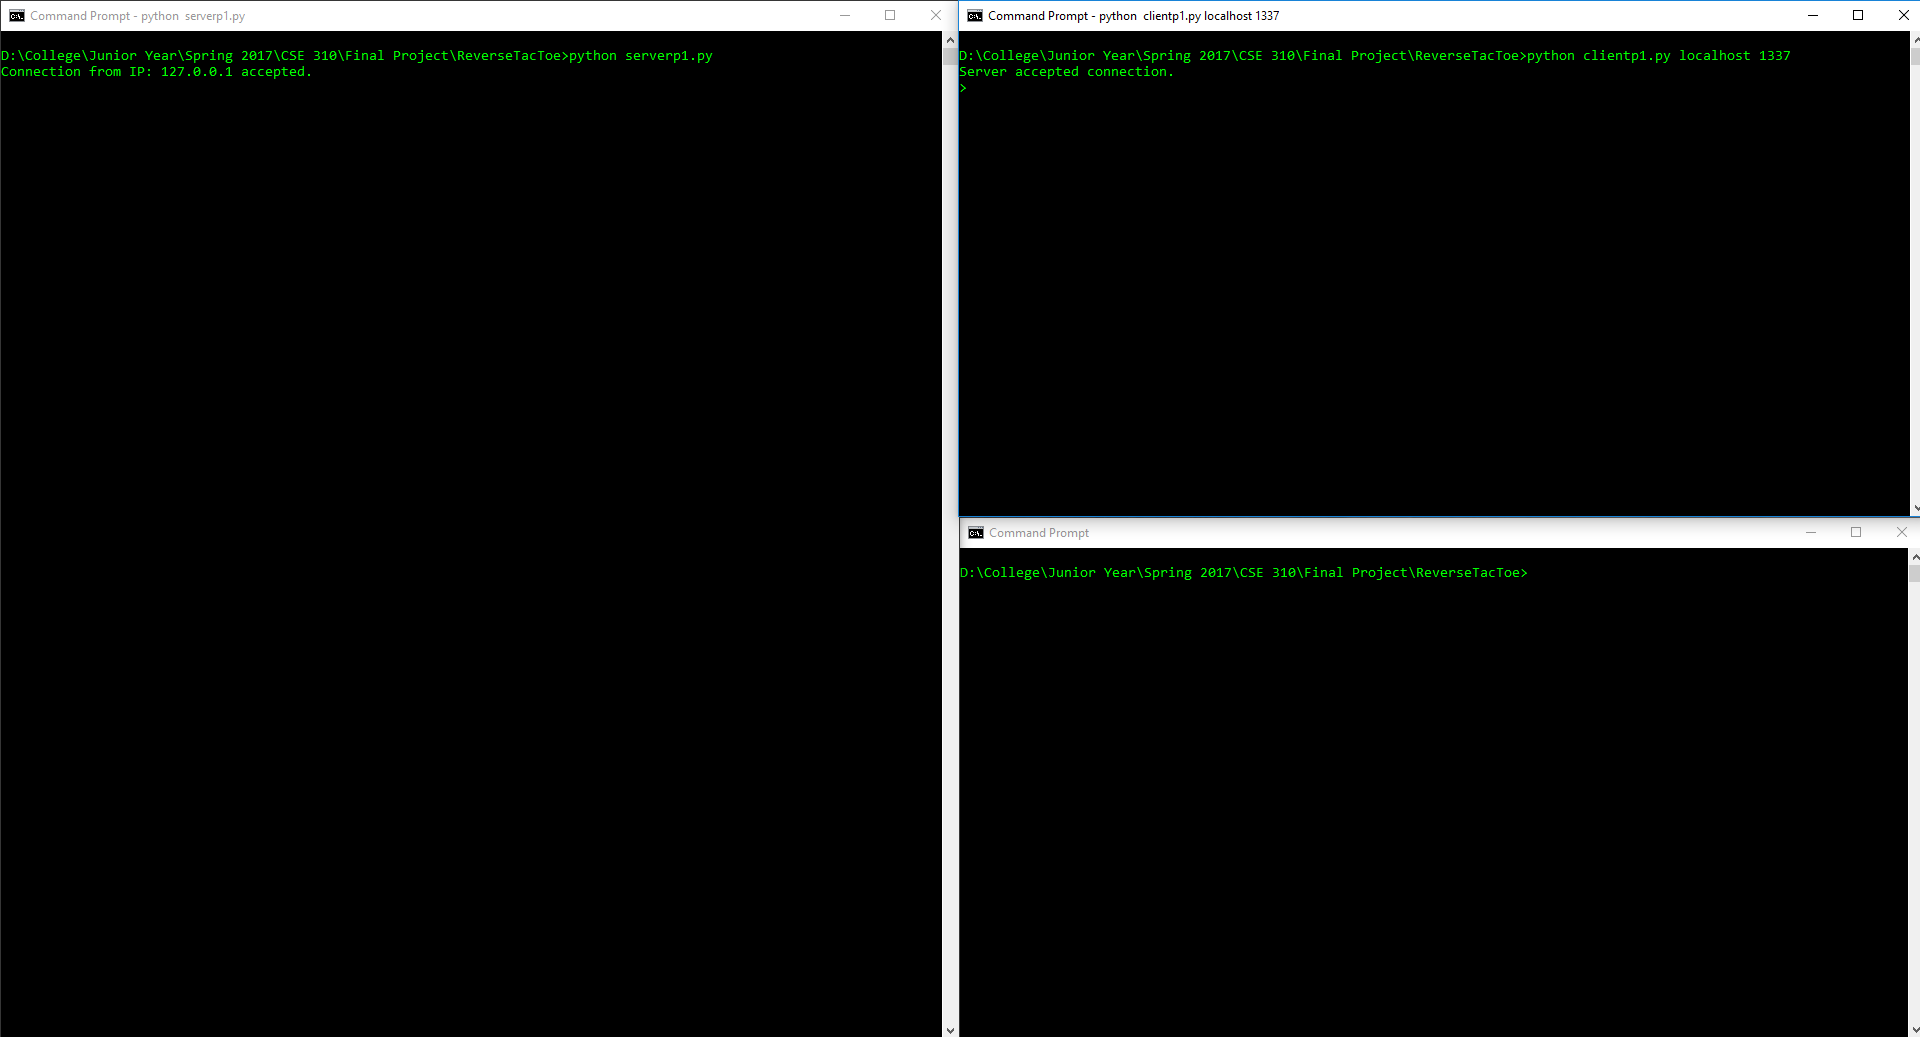 Command Prompt - python  serverp1.py
D:\College\Junior Year\Spring 2017\CSE 310\Final Project\ReverseTacToe>python serverp1.py
Connection from IP: 127.0.0.1 accepted.
Command Prompt - python  clientp1.py localhost 1337
D:\College\Junior Year\Spring 2017\CSE 310\Final Project\ReverseTacToe>python clientp1.py localhost 1337
Server accepted connection.
>
Command Prompt
D:\College\Junior Year\Spring 2017\CSE 310\Final Project\ReverseTacToe>